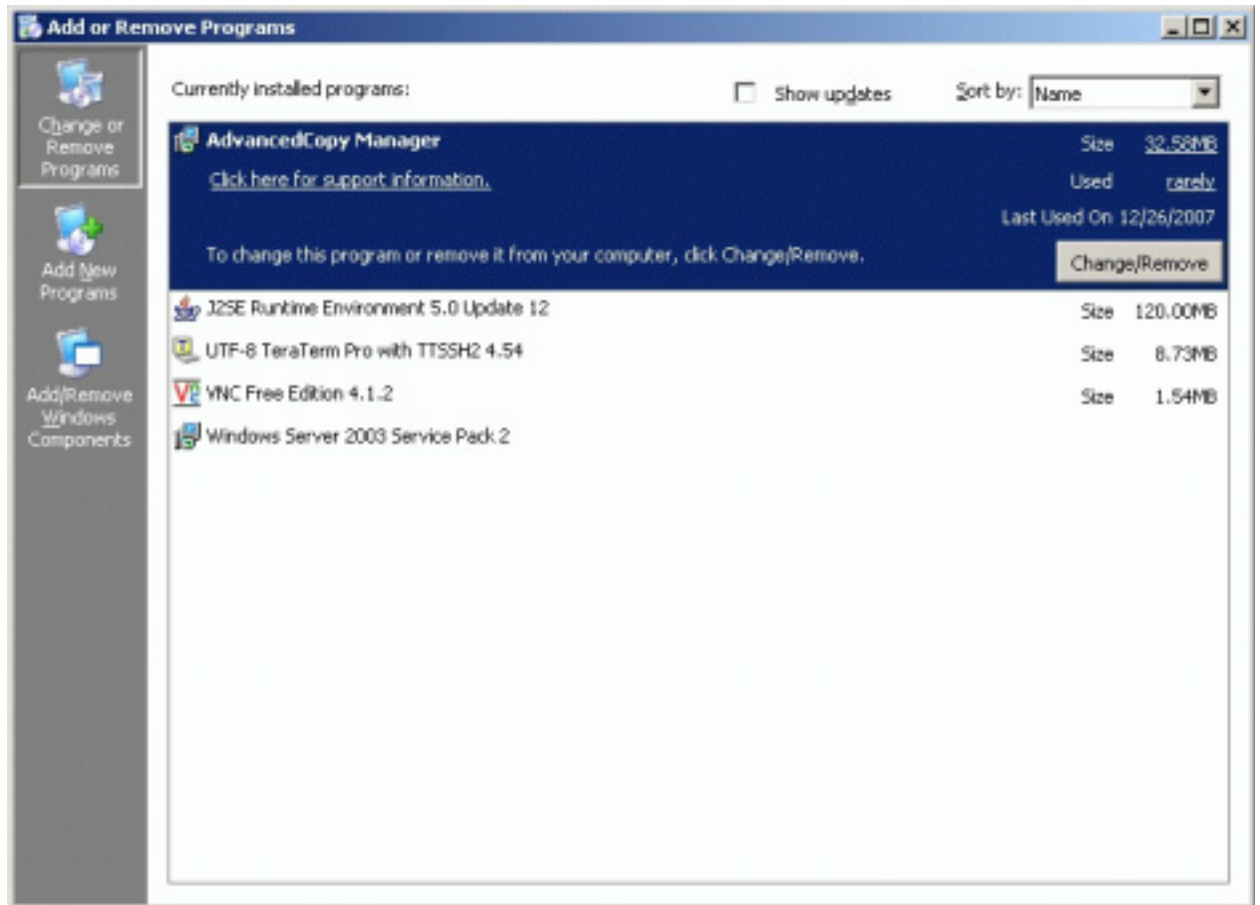 Add or Remove Programs
Change or
Remove
Programs
Add New
Programs
Add/Remove
Windows
Components
Currently installed programs:
Show updates
Sort by: Name
AdvancedCopy Manager Size 32.58MB
Click here for support information. Used rarely
Last Used On 12/26/2007
To change this program or remove it from your computer, click Change/Remove. Change/Remove
J2SE Runtime Environment 5.0 Update 12 Size 120.00MB
UTF-8 TeraTerm Pro with TTSSH2 4.54 Size 8.73MB
VNC Free Edition 4.1.2 Size 1.54MB
Windows Server 2003 Service Pack 2